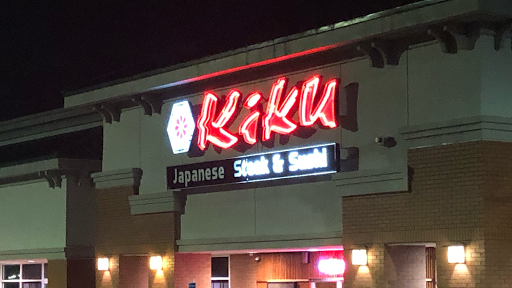 Kiku
Japanese Steak & Sushi